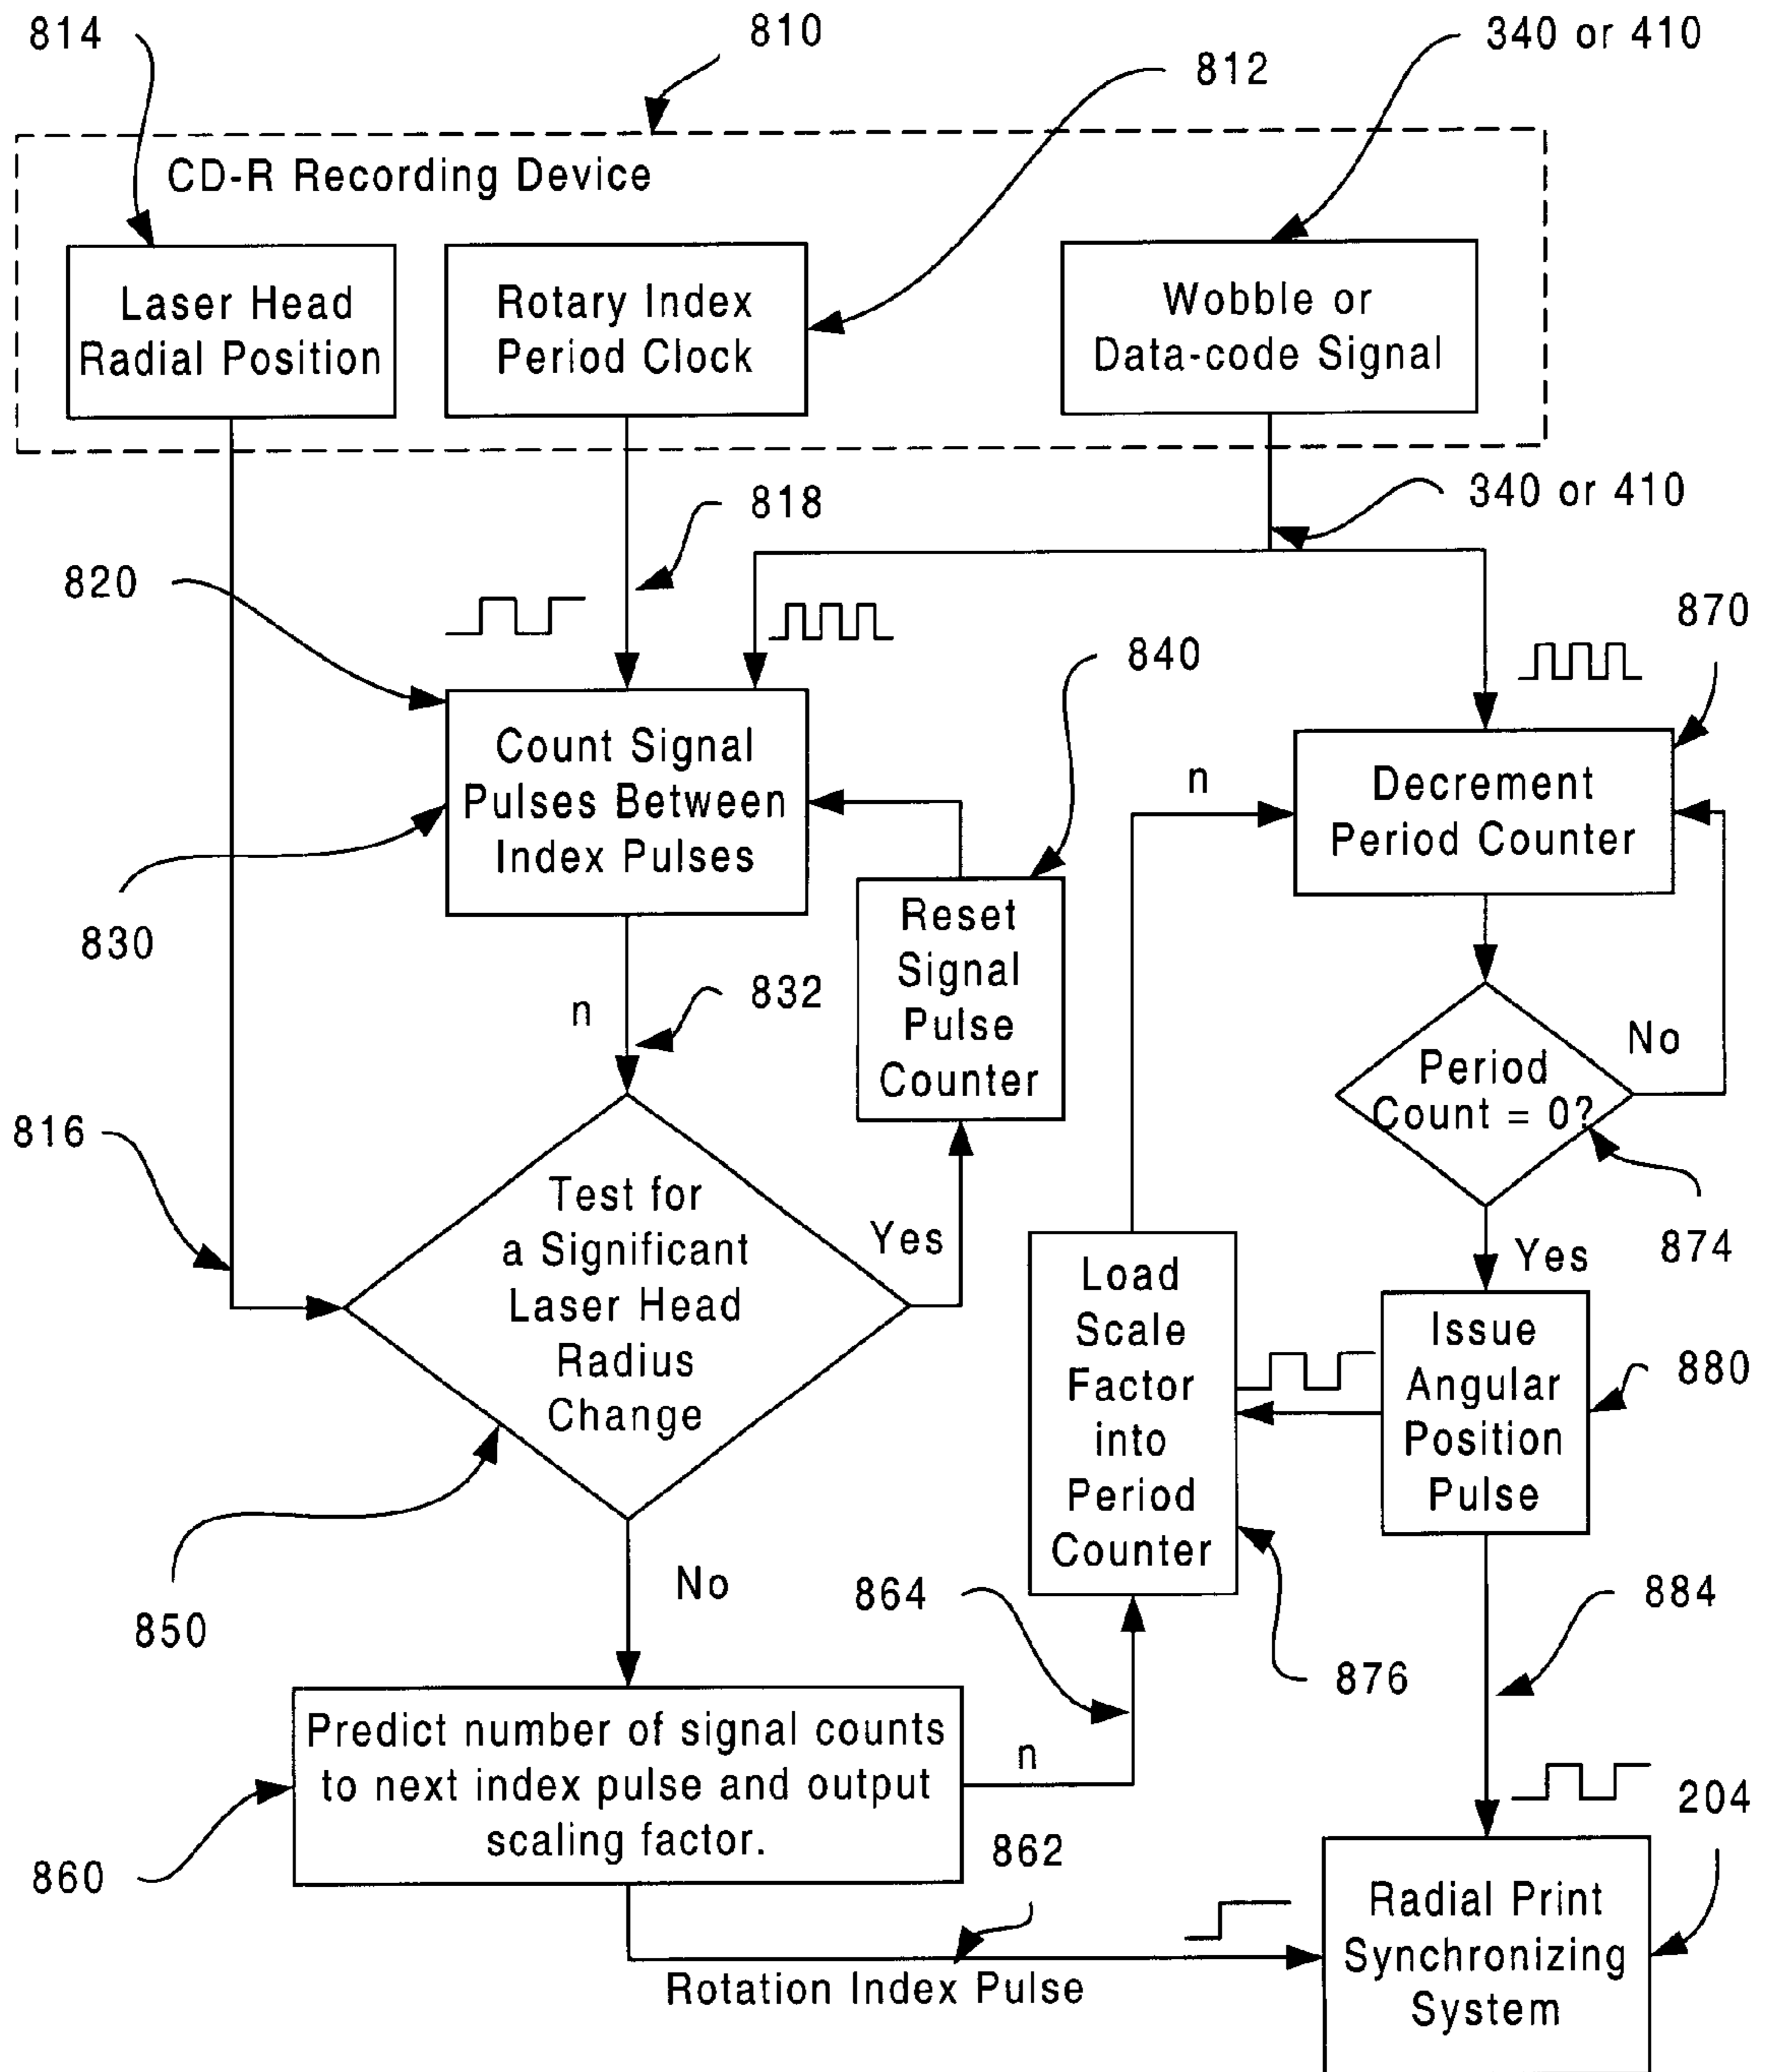 814
810
812
340 or 410
CD-R Recording Device
Laser Head
Radial Position
Rotary Index
Period Clock
Wobble or
Data-code Signal
818
340 or 410
820
870
840
Count Signal
Pulses Between
Index Pulses
n
Decrement
Period Counter
830
Reset
Signal
Pulse
Counter
n
832
No
Period
Count = 0?
816
Test for
a Significant
Laser Head
Radius
Change
Yes
874
Yes
Load
Scale
Factor
into
Period
Counter
Issue
Angular
Position
Pulse
880
850
No
864
884
876
Predict number of signal counts
to next index pulse and output
scaling factor.
n
204
860
862
Rotation Index Pulse
Radial Print
Synchronizing
System